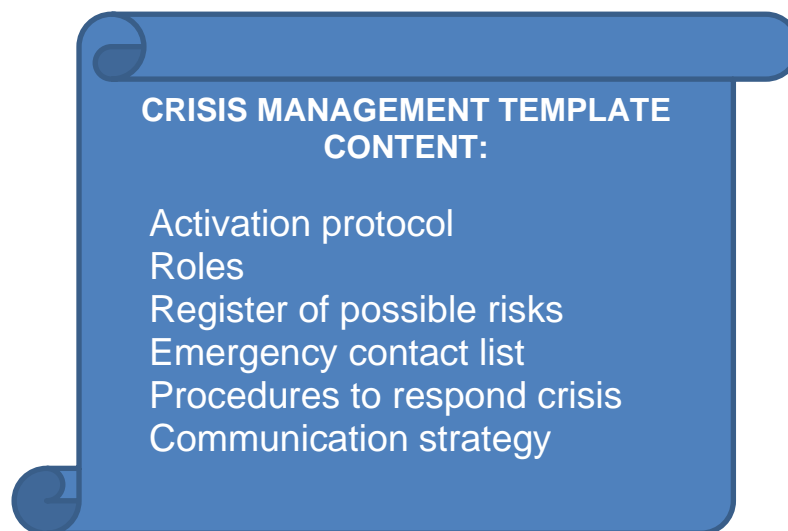 CRISIS MANAGEMENT TEMPLATE
CONTENT:
Activation protocol
Roles
Register of possible risks
Emergency contact list
Procedures to respond crisis
Communication strategy